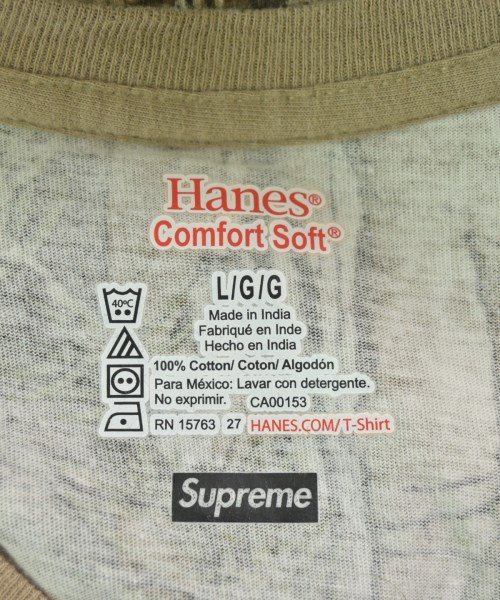 Hanes®
Comfort Soft®
L/G/G
40ºC
Made in India
Fabriqué en Inde
Hecho en India
100% Cotton/ Coton/ Algodón
Para México: Lavar con detergente.
No exprimir. CA00153
RN 15763 27 HANES.COM/T-Shirt
Supreme